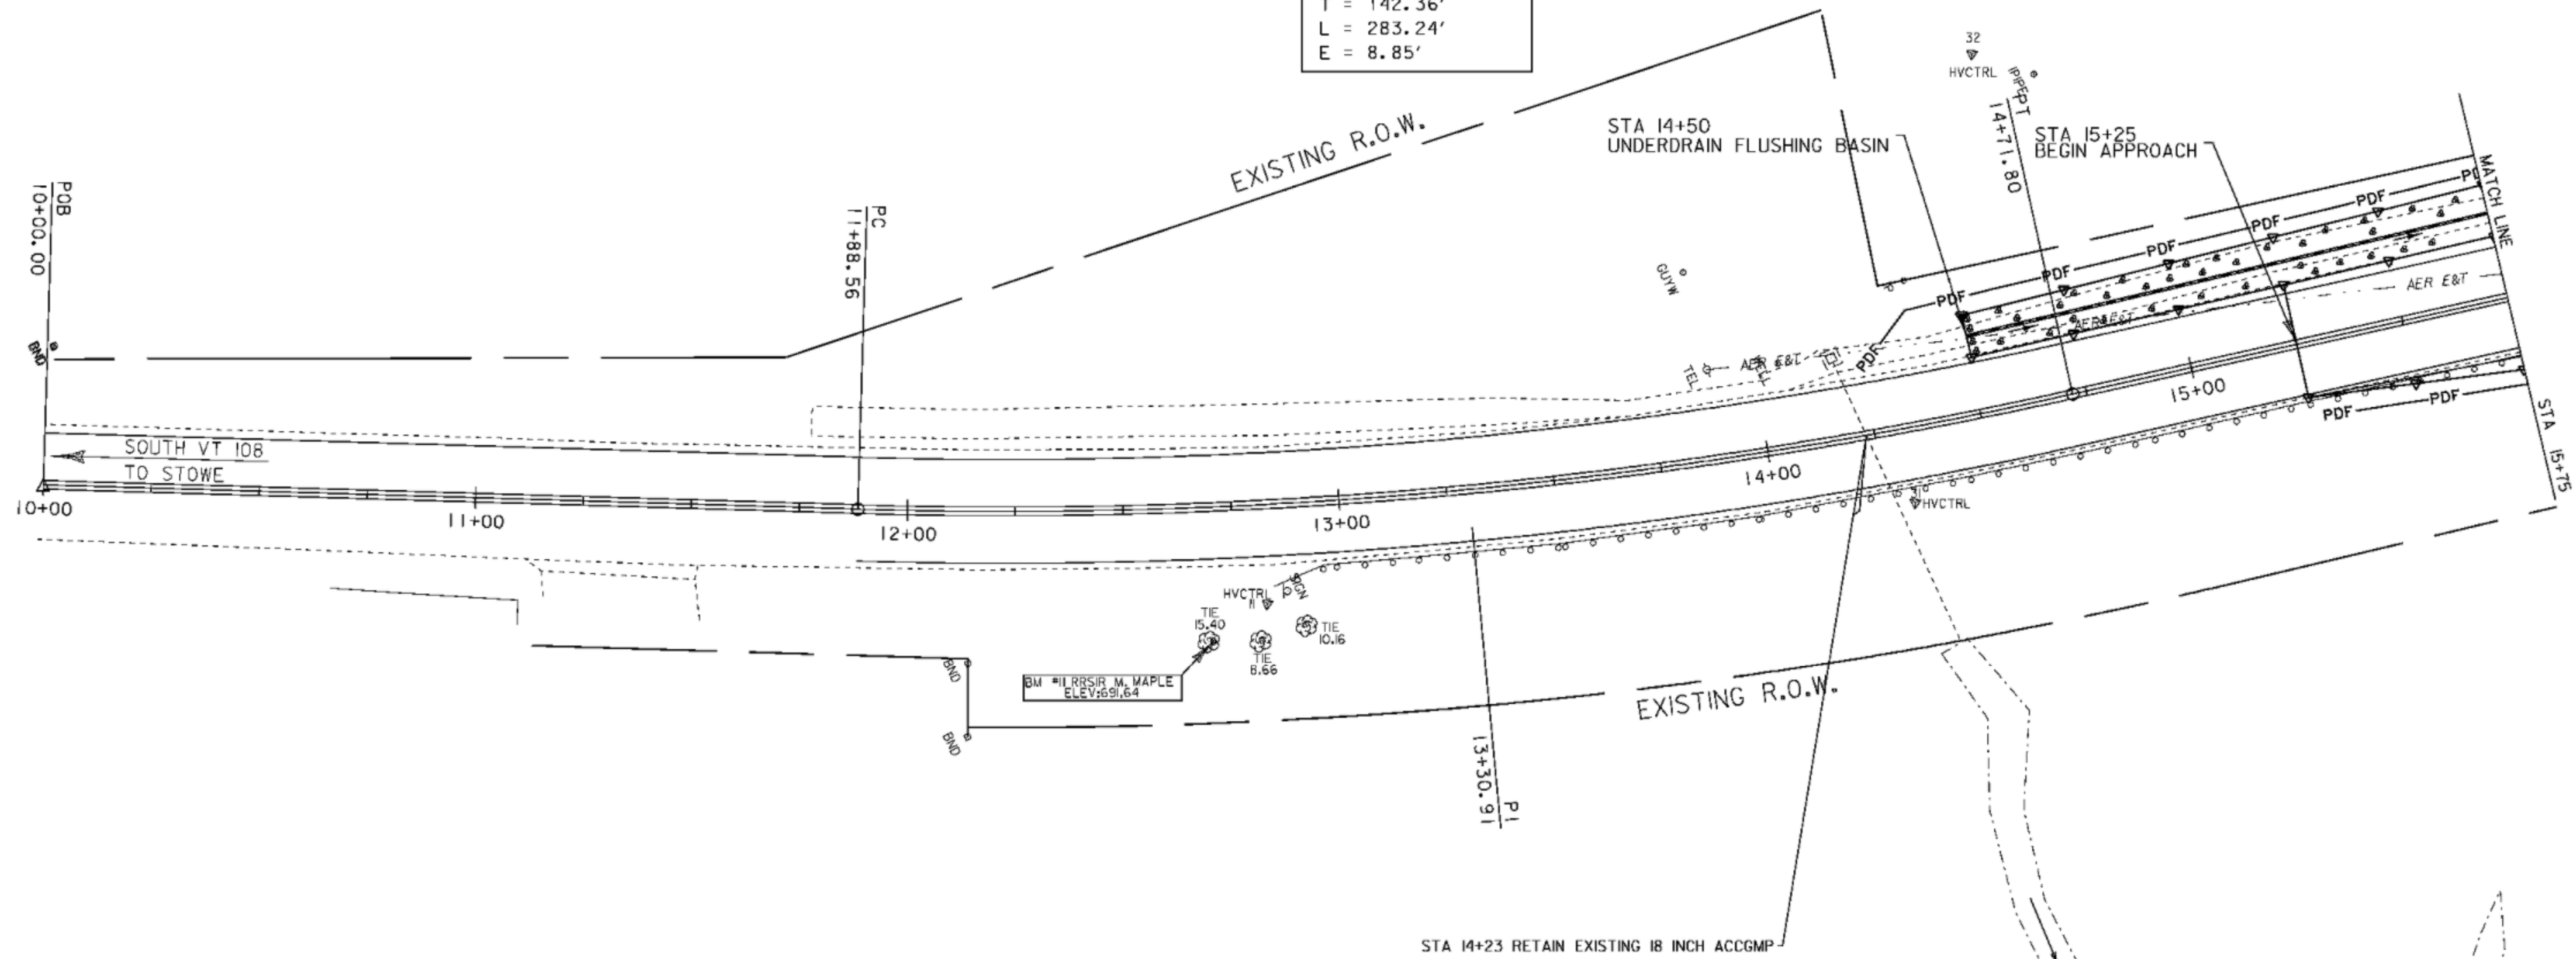 T = 142.36'
L = 283.24'
E = 8.85'
32
HVCTRL
IPIPE
PT
14+71.80
EXISTING R.O.W.
STA 14+50
UNDERDRAIN FLUSHING BASIN
STA 15+25
BEGIN APPROACH
MATCH LINE
STA 15+75
POB
10+00.00
PC
11+88.56
BND
GUYW
PDF
PDF
PDF
PDF
PDF
PDF
PDF
AER E&T
AER E&T
AER E&T
TEL
SOUTH VT 108
TO STOWE
10+00
11+00
12+00
13+00
14+00
15+00
PDF
PDF
HVCTRL
HVCTRL
11
SIGN
TIE
15.40
TIE
8.66
TIE
10.16
BM #11 RRSIR M. MAPLE
ELEV:691.64
BND
BND
EXISTING R.O.W.
PI
13+30.91
STA 14+23 RETAIN EXISTING 18 INCH ACCGMP